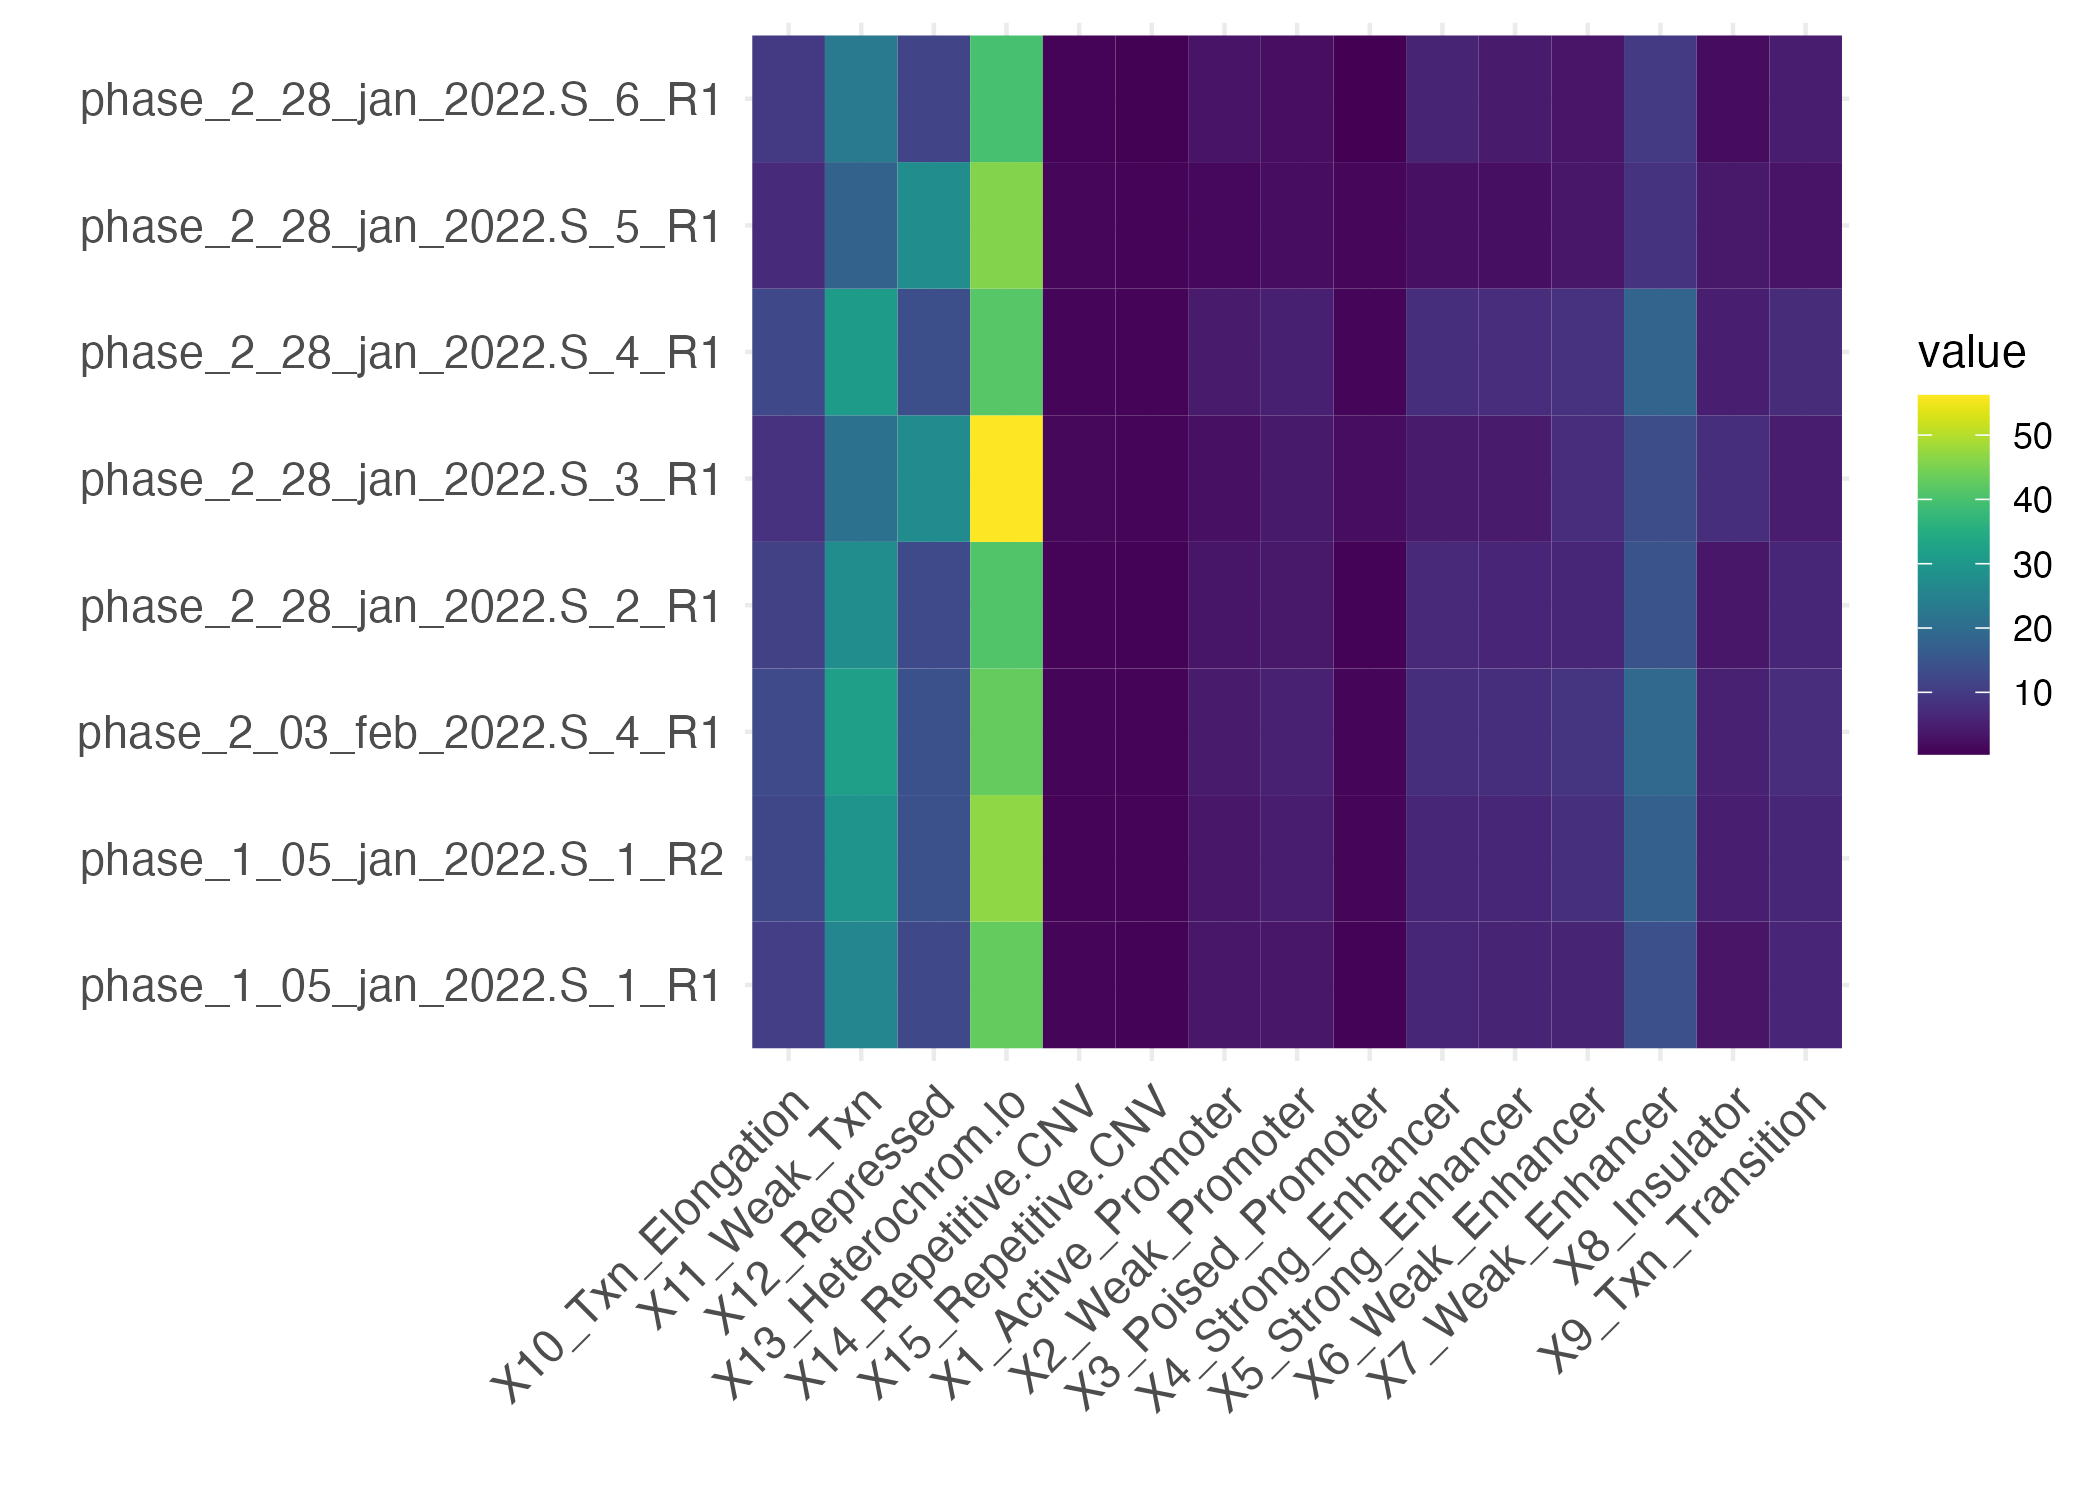 phase_2_28_jan_2022.S_6_R1
phase_2_28_jan_2022.S_5_R1
phase_2_28_jan_2022.S_4_R1
phase_2_28_jan_2022.S_3_R1
phase_2_28_jan_2022.S_2_R1
phase_2_03_feb_2022.S_4_R1
phase_1_05_jan_2022.S_1_R2
phase_1_05_jan_2022.S_1_R1
X10_Txn_Elongation
X11_Weak_Txn
X12_Repressed
X13_Heterochrom.lo
X14_Repetitive.CNV
X15_Repetitive.CNV
X1_Active_Promoter
X2_Weak_Promoter
X3_Poised_Promoter
X4_Strong_Enhancer
X5_Strong_Enhancer
X6_Weak_Enhancer
X7_Weak_Enhancer
X8_Insulator
X9_Txn_Transition
value
50
40
30
20
10